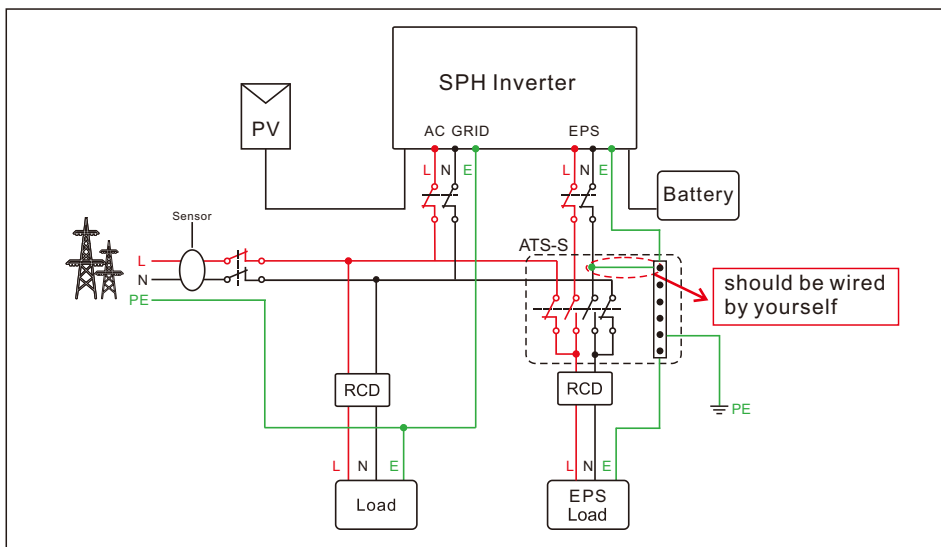 SPH Inverter
PV
AC GRID
EPS
L N E
L N E
Battery
Sensor
ATS-S
L
N
PE
should be wired
by yourself
RCD
RCD
PE
L N E
L N E
Load
EPS
Load